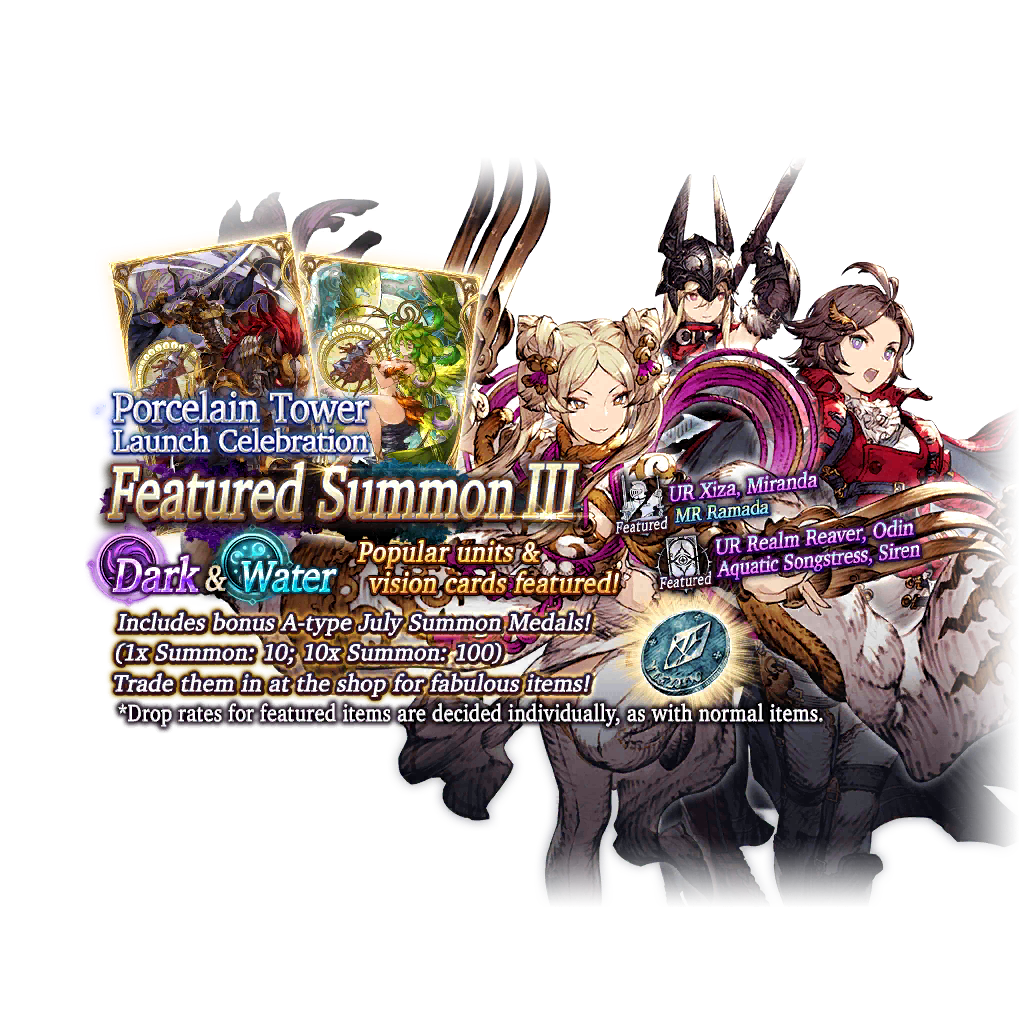 Porcelain Tower
Launch Celebration
Featured Summon III
Dark & Water
Popular units &
vision cards featured!
Featured
UR Xiza, Miranda
MR Ramada
Featured
UR Realm Reaver, Odin
Aquatic Songstress, Siren
Includes bonus A-type July Summon Medals!
(1x Summon: 10; 10x Summon: 100)
Trade them in at the shop for fabulous items!
*Drop rates for featured items are decided individually, as with normal items.